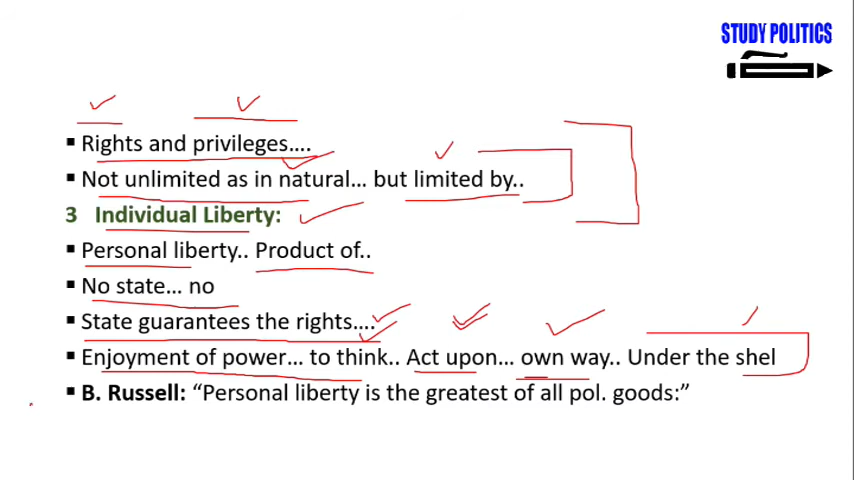 STUDY POLITICS
Rights and privileges....
Not unlimited as in natural... but limited by..
3 Individual Liberty:
Personal liberty.. Product of..
No state... no
State guarantees the rights....
Enjoyment of power... to think.. Act upon... own way.. Under the shel
B. Russell: “Personal liberty is the greatest of all pol. goods:”